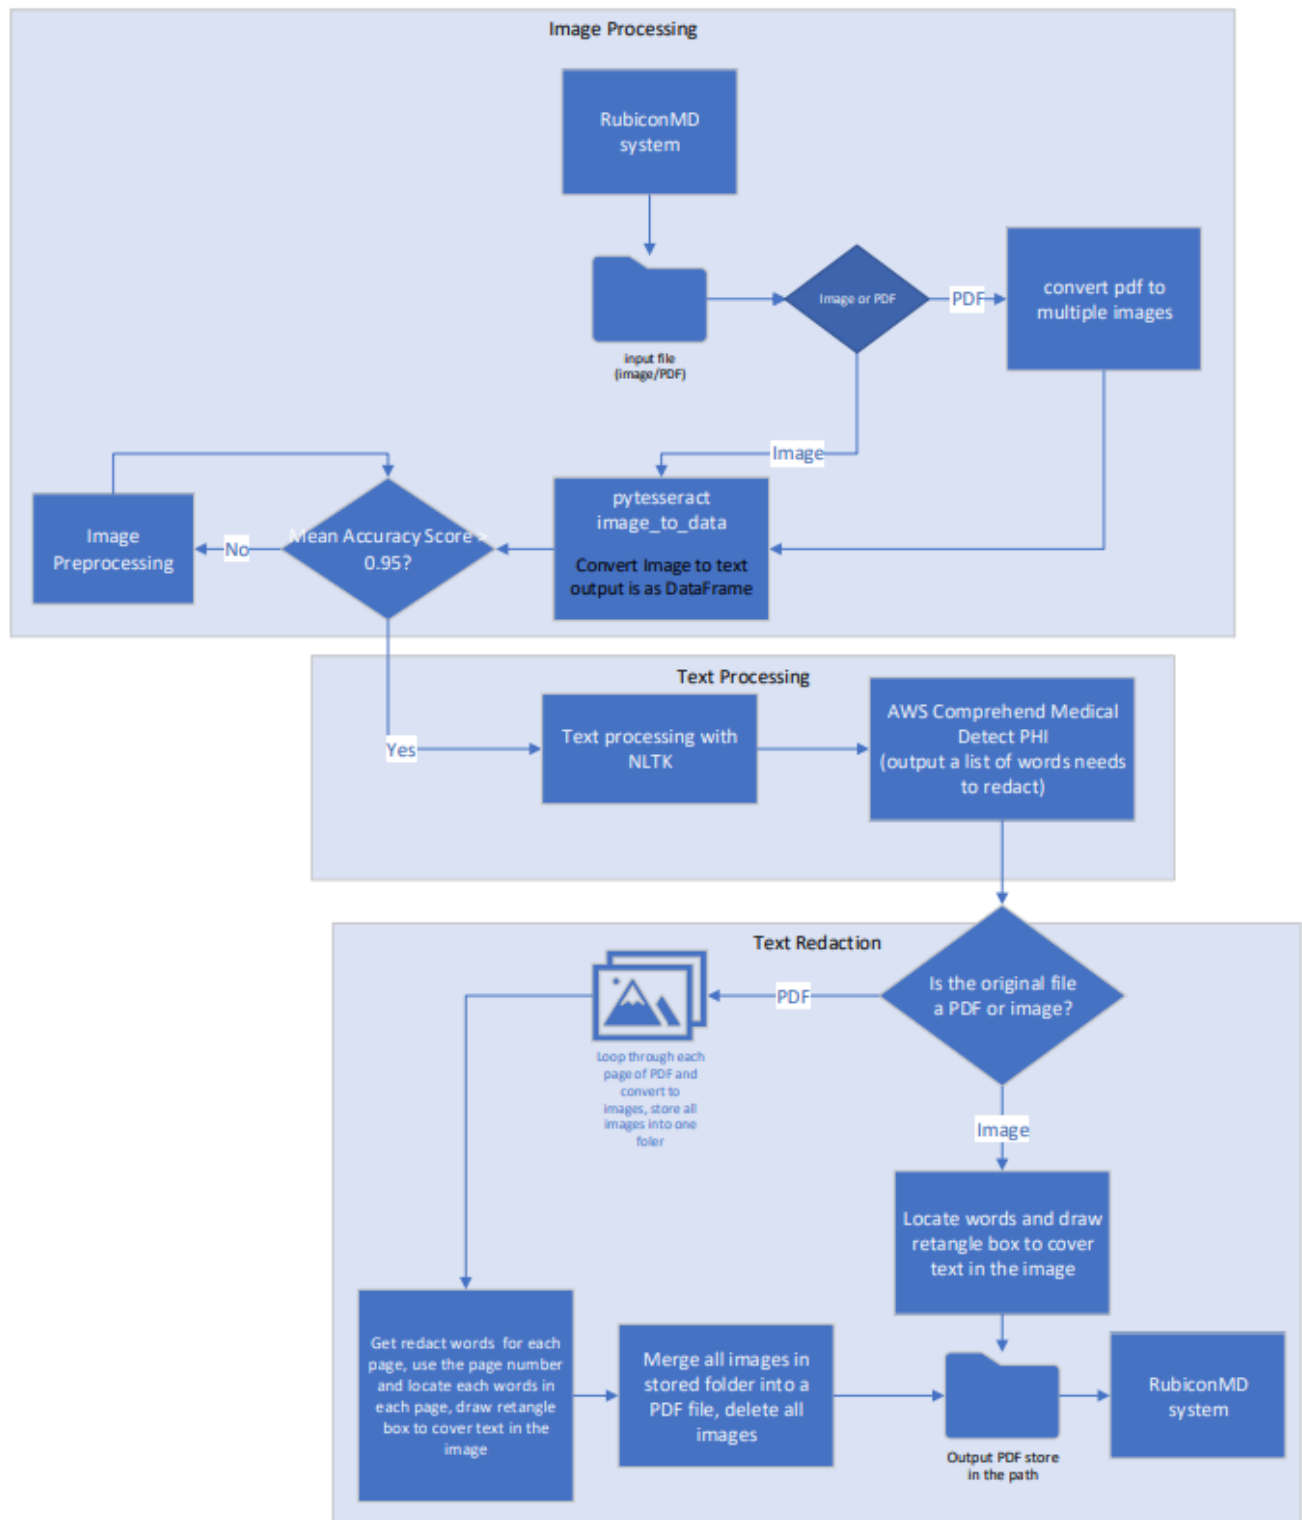 Image Processing
RubiconMD
system
input file
(image/PDF)
Image or PDF
PDF
convert pdf to
multiple images
Image
pytesseract
image_to_data
Convert Image to text
output is as DataFrame
Mean Accuracy Score >
0.95?
No
Image
Preprocessing
Yes
Text Processing
Text processing with
NLTK
AWS Comprehend Medical
Detect PHI
(output a list of words needs
to redact)
Text Redaction
Is the original file
a PDF or image?
PDF
Loop through each
page of PDF and
convert to
images, store all
images into one
foler
Image
Locate words and draw
retangle box to cover
text in the image
Get redact words for each
page, use the page number
and locate each words in
each page, draw retangle
box to cover text in the
image
Merge all images in
stored folder into a
PDF file, delete all
images
Output PDF store
in the path
RubiconMD
system